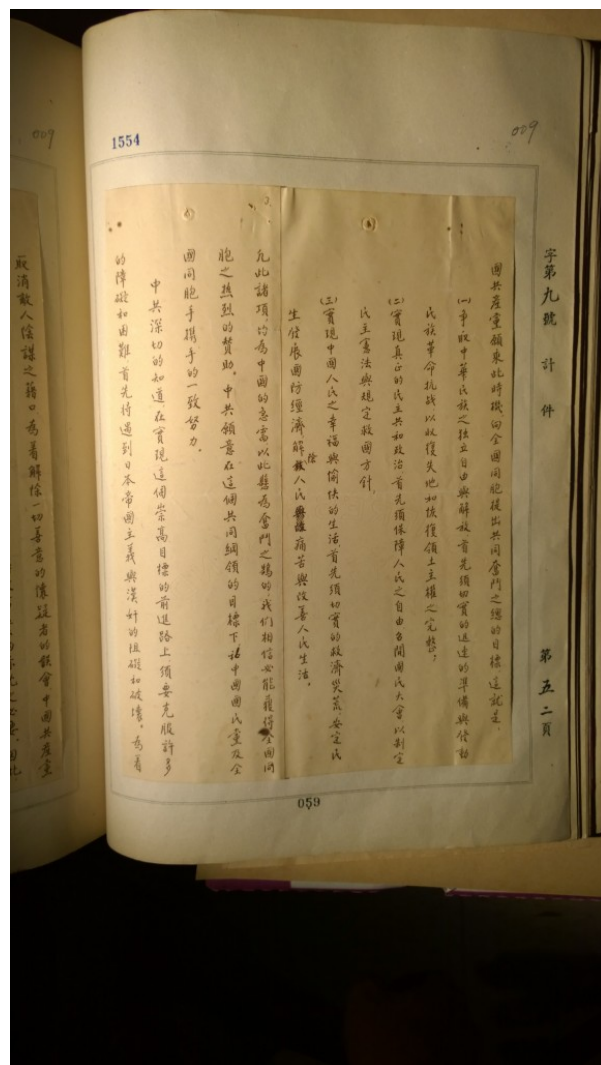 009
1554
009
字第九號 計 件
第五二頁
國共產黨願乘此時機向全國同胞提出共同奮鬥之總的目標這就是.
(一)爭取中華民族之獨立自由與解放首先須切實的迅速的準備與發動
民族革命抗战以收復失地和恢復領土主權之完整.
(二)實現真正的民主共和政治首先須保障人民之自由召開國民大會以制定
民主憲法與規定救國方針.
(三)實現中國人民之幸福與愉快的生活首先須切實的救濟災荒.安定民
生發展國防經濟解除人民痛苦與改善人民生活.
凡此諸項.均為中國的急需以此懸為奮鬥之鵠的.我們相信必能獲得全國同
胞之熱烈的贊助.中共願意在這個共同綱領的目標下.中國國民黨及全
國同胞手攜手的一致努力.
中共深切的知道在實現這個崇高目標的前進路上須要克服許多
的障礙和困難.首先將遇到日本帝國主義與漢奸的阻礙和破壞.為着
取消敵人陰謀之藉口為着解除一切善意的懷疑者的誤會中國共產黨
059